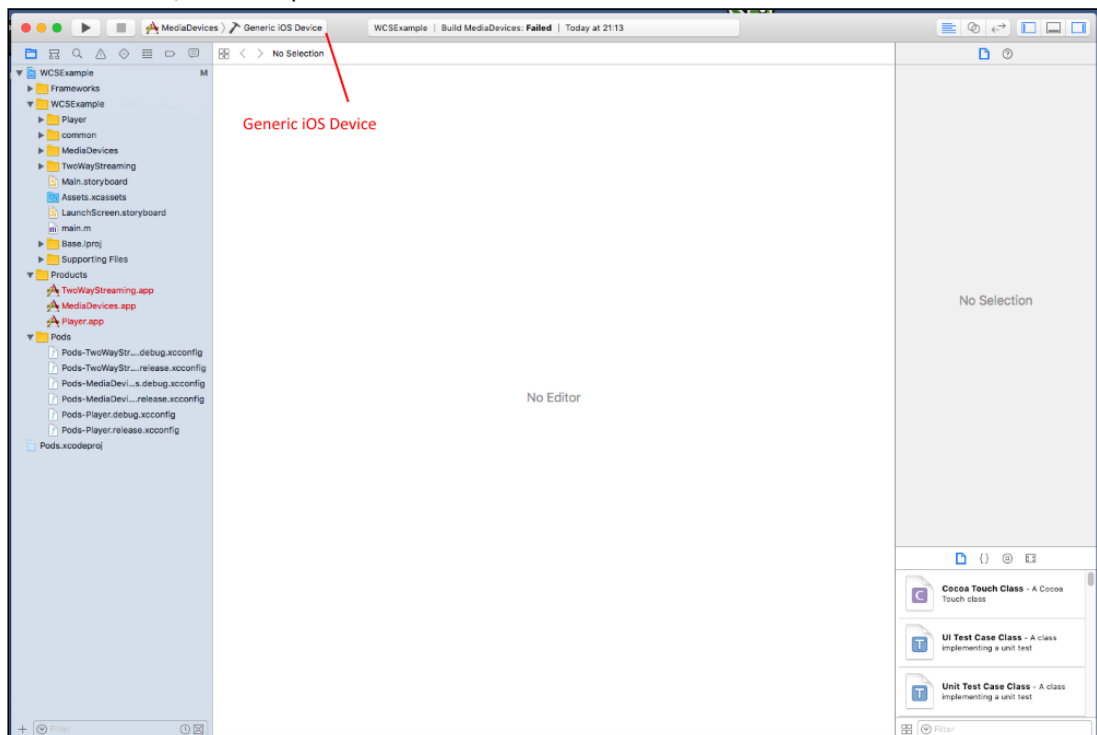 MediaDevices
Generic iOS Device
WCSExample | Build MediaDevices: Failed | Today at 21:13
No Selection
WCSExample
M
Frameworks
WCSExample
Player
common
MediaDevices
TwoWayStreaming
Main.storyboard
Assets.xcassets
LaunchScreen.storyboard
main.m
Base.lproj
Supporting Files
Products
TwoWayStreaming.app
MediaDevices.app
Player.app
Pods
Pods-TwoWayStr....debug.xcconfig
Pods-TwoWayStr....release.xcconfig
Pods-MediaDevi...s.debug.xcconfig
Pods-MediaDevi....release.xcconfig
Pods-Player.debug.xcconfig
Pods-Player.release.xcconfig
Pods.xcodeproj
Filter
Generic iOS Device
No Editor
No Selection
C
Cocoa Touch Class - A Cocoa
Touch class
T
UI Test Case Class - A class
implementing a unit test
T
Unit Test Case Class - A class
implementing a unit test
Filter